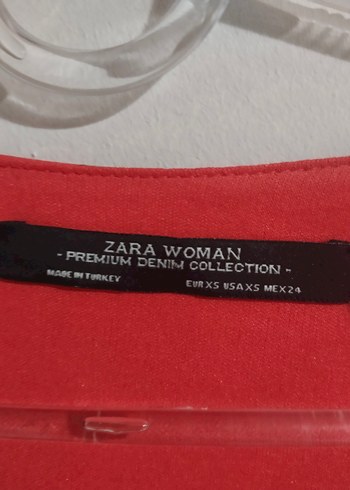 ZARA WOMAN
- PREMIUM DENIM COLLECTION -
MADE IN TURKEY EUR XS USA XS MEX 24